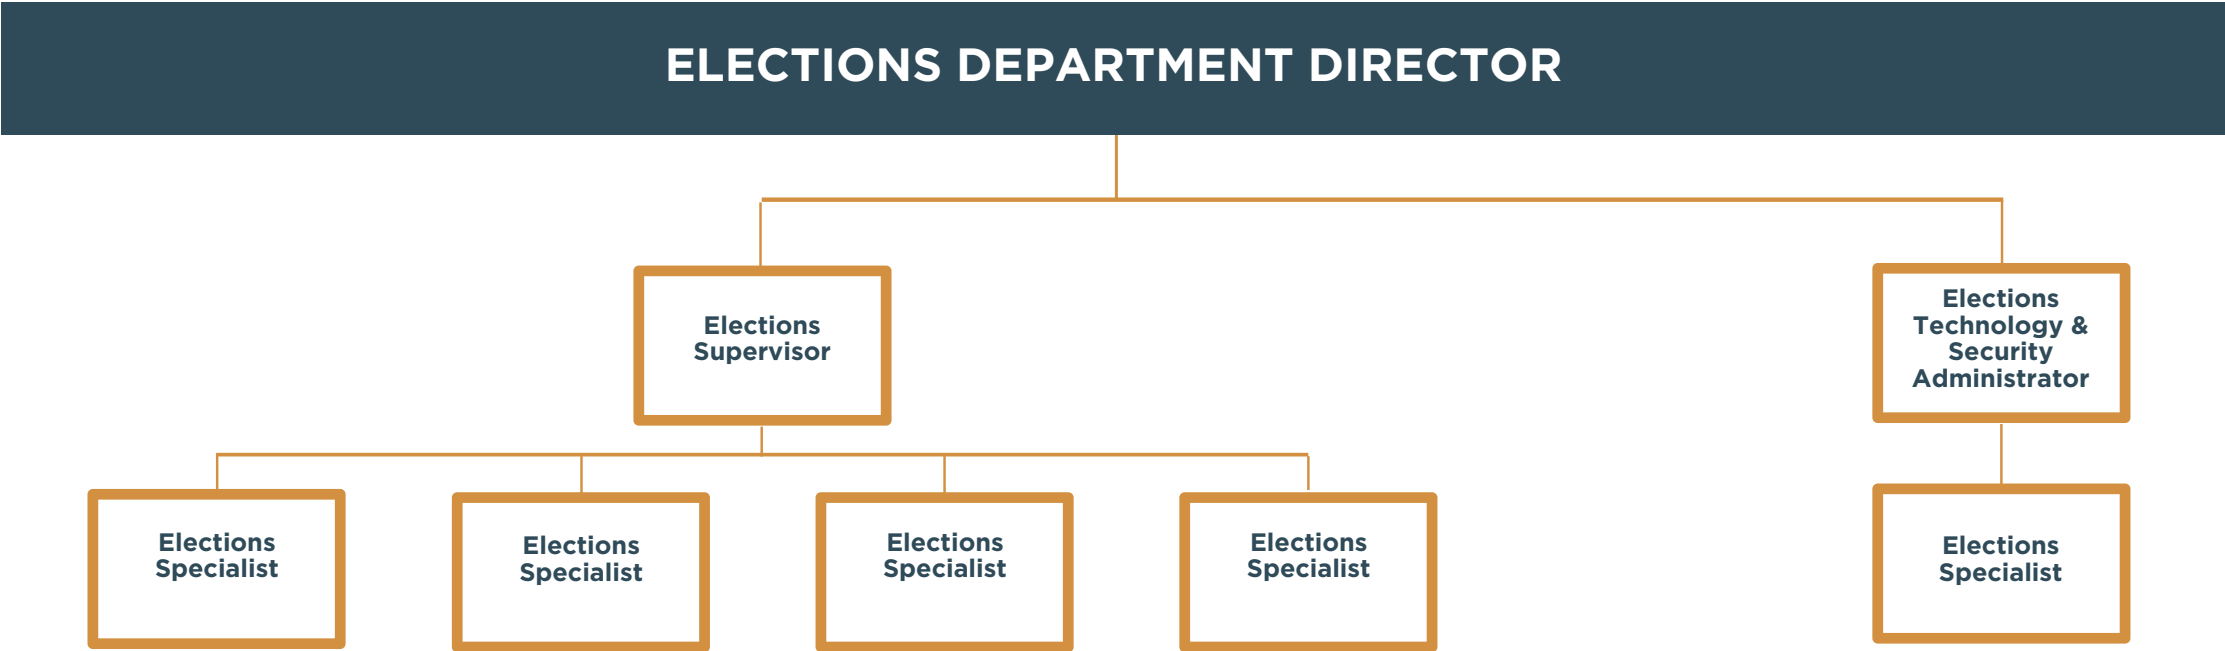 ELECTIONS DEPARTMENT DIRECTOR
Elections
Supervisor
Elections
Technology &
Security
Administrator
Elections
Specialist
Elections
Specialist
Elections
Specialist
Elections
Specialist
Elections
Specialist